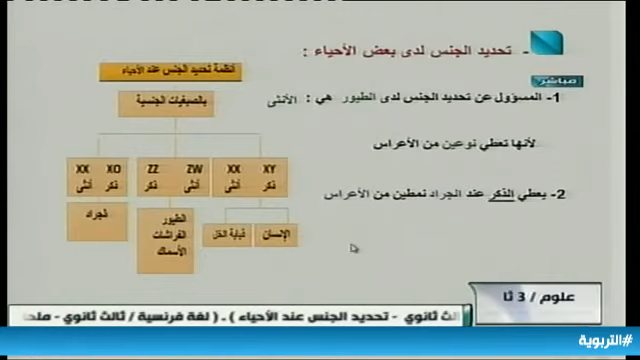 - تحديد الجنس لدى بعض الأحياء :
مباشر
1- المسؤول عن تحديد الجنس لدى الطيور هي : الأنثى
لأنها تعطي نوعين من الأعراس
2- يعطي الذكر عند الجراد نمطين من الأعراس
أنظمة تحديد الجنس عند الأحياء
بالصبغيات الجنسية
XY XX
ذكر أنثى
ZW ZZ
أنثى ذكر
XO XX
ذكر أنثى
الإنسان
ذبابة الخل
الطيور
الفراشات
الأسماك
الجراد
علوم / 3 ثا
ثالث ثانوي - تحديد الجنس عند الأحياء ) . ( لغة فرنسية / ثالث ثانوي -
#التربوية